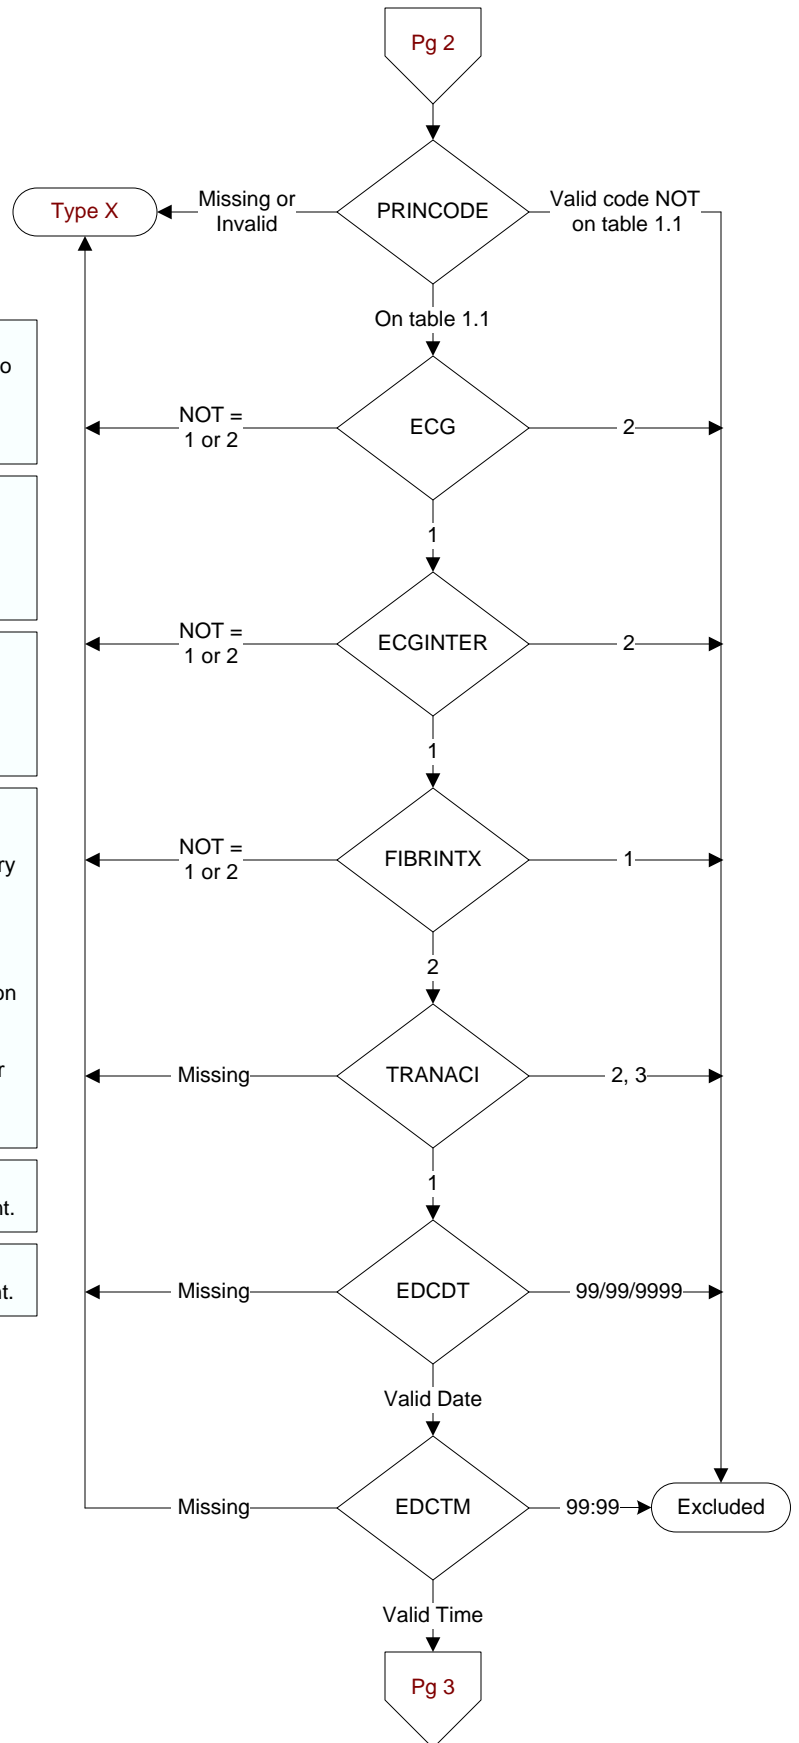 Pg 2
PRINCODE
Missing or
Invalid
Type X
Valid code NOT
on table 1.1
On table 1.1
o
ECG
NOT =
1 or 2
2
1
ECGINTER
NOT =
1 or 2
2
1
FIBRINTX
NOT =
1 or 2
1
ry
2
on
r
TRANACI
Missing
2, 3
1
nt.
EDCDT
Missing
99/99/9999
nt.
Valid Date
EDCTM
Missing
99:99
Excluded
Valid Time
Pg 3